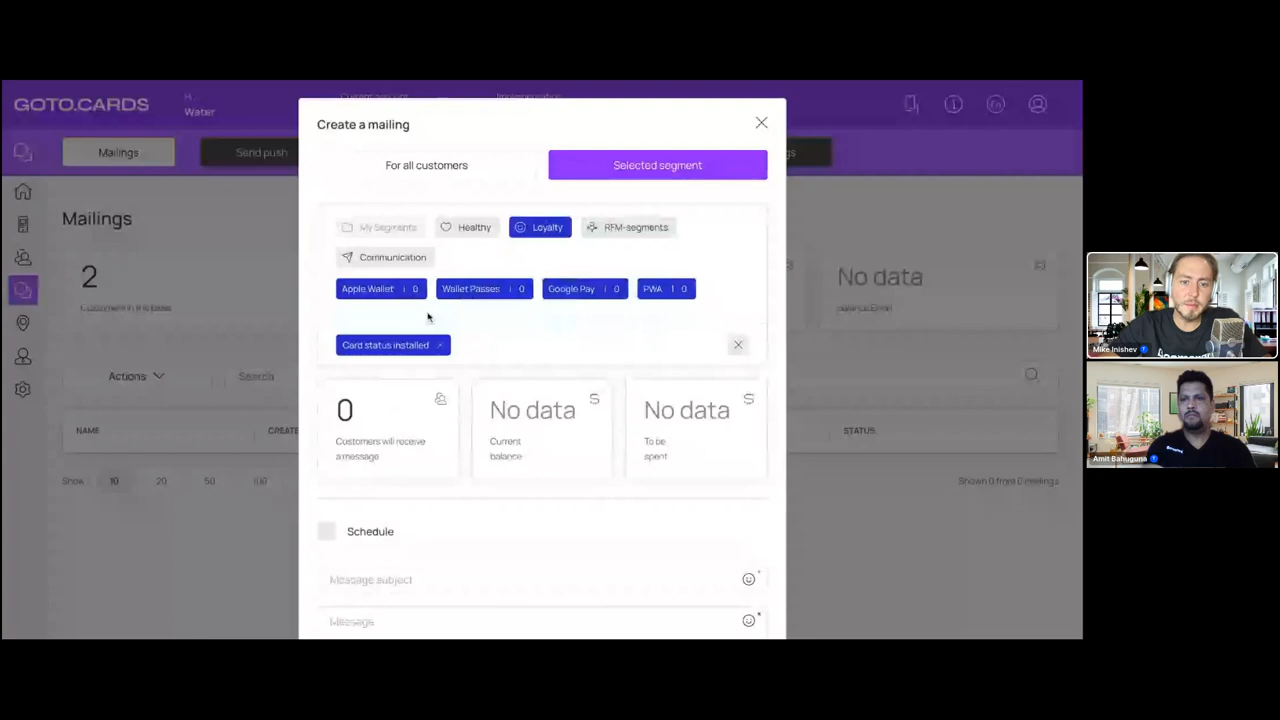 GOTO.CARDS
Water
Mailings
Send push
Create a mailing
For all customers
Selected segment
My Segments
Healthy
Loyalty
RFM-segments
Communication
Apple Wallet | 0
Wallet Passes | 0
Google Pay | 0
PWA 1 0
Card status installed
Mailings
2
No data
Actions
Search
0
Customers will receive
a message
No data
Current
balance
No data
To be
spent
NAME
STATUS
Show 10 20 50 100
Shown 0 from 0 mailings
Schedule
Message subject
Message
Mike Inishev
Amit Bahuguna